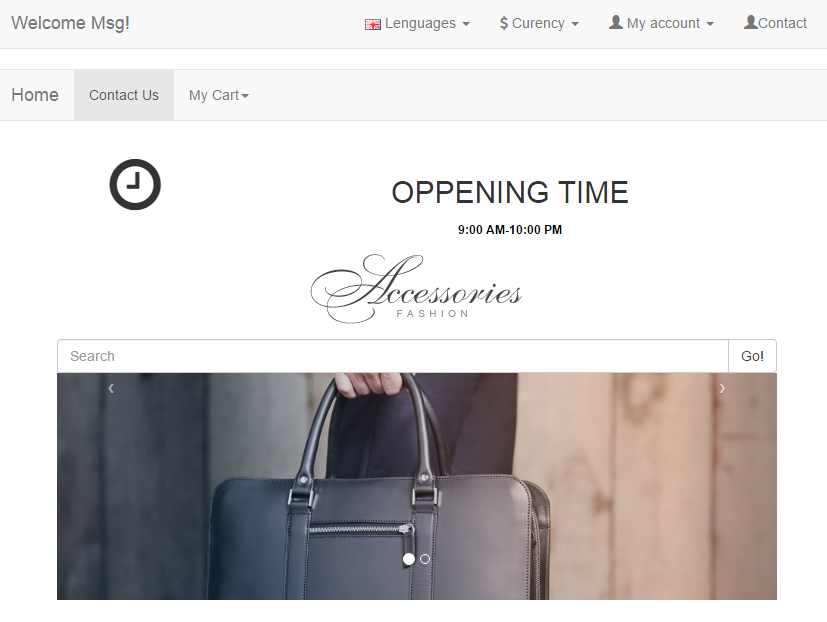 Welcome Msg! Lenguages $ Curency My account Contact
Home Contact Us My Cart
OPPENING TIME
9:00 AM-10:00 PM
Accessories
FASHION
Search Go!